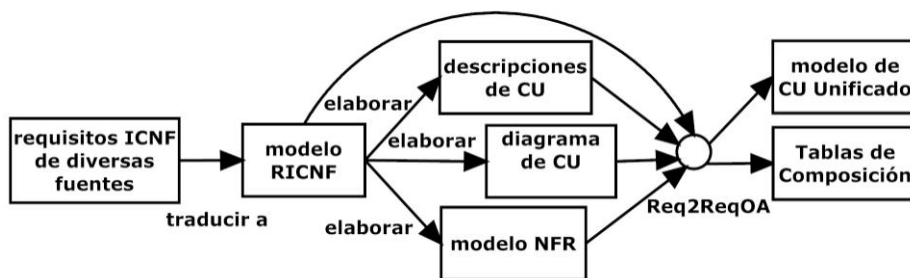 requisitos ICNF
de diversas
fuentes
traducir a
modelo
RICNF
elaborar
elaborar
elaborar
descripciones
de CU
diagrama
de CU
modelo NFR
Req2ReqOA
modelo de
CU Unificado
Tablas de
Composición